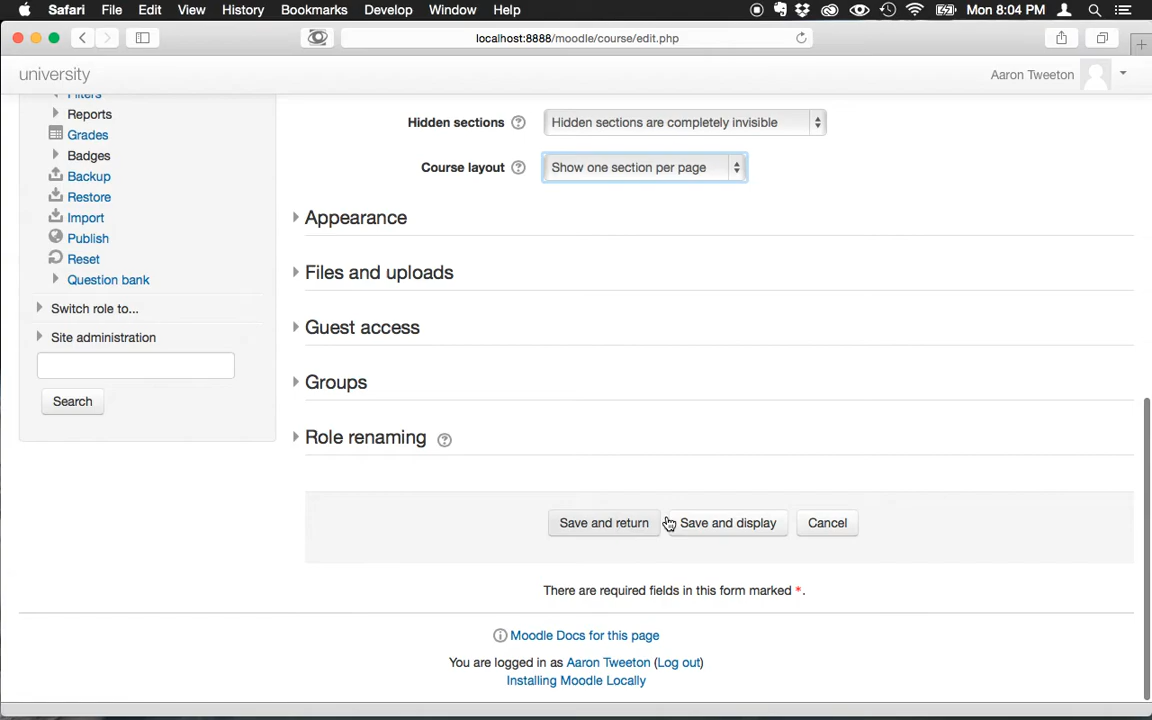 Safari File Edit View History Bookmarks Develop Window Help Mon 8:04 PM
localhost:8888/moodle/course/edit.php
university
Aaron Tweeton
Filters
Reports
Grades
Badges
Backup
Restore
Import
Publish
Reset
Question bank
Switch role to...
Site administration
Search
Hidden sections Hidden sections are completely invisible
Course layout Show one section per page
Appearance
Files and uploads
Guest access
Groups
Role renaming
Save and return Save and display Cancel
There are required fields in this form marked *.
Moodle Docs for this page
You are logged in as Aaron Tweeton (Log out)
Installing Moodle Locally